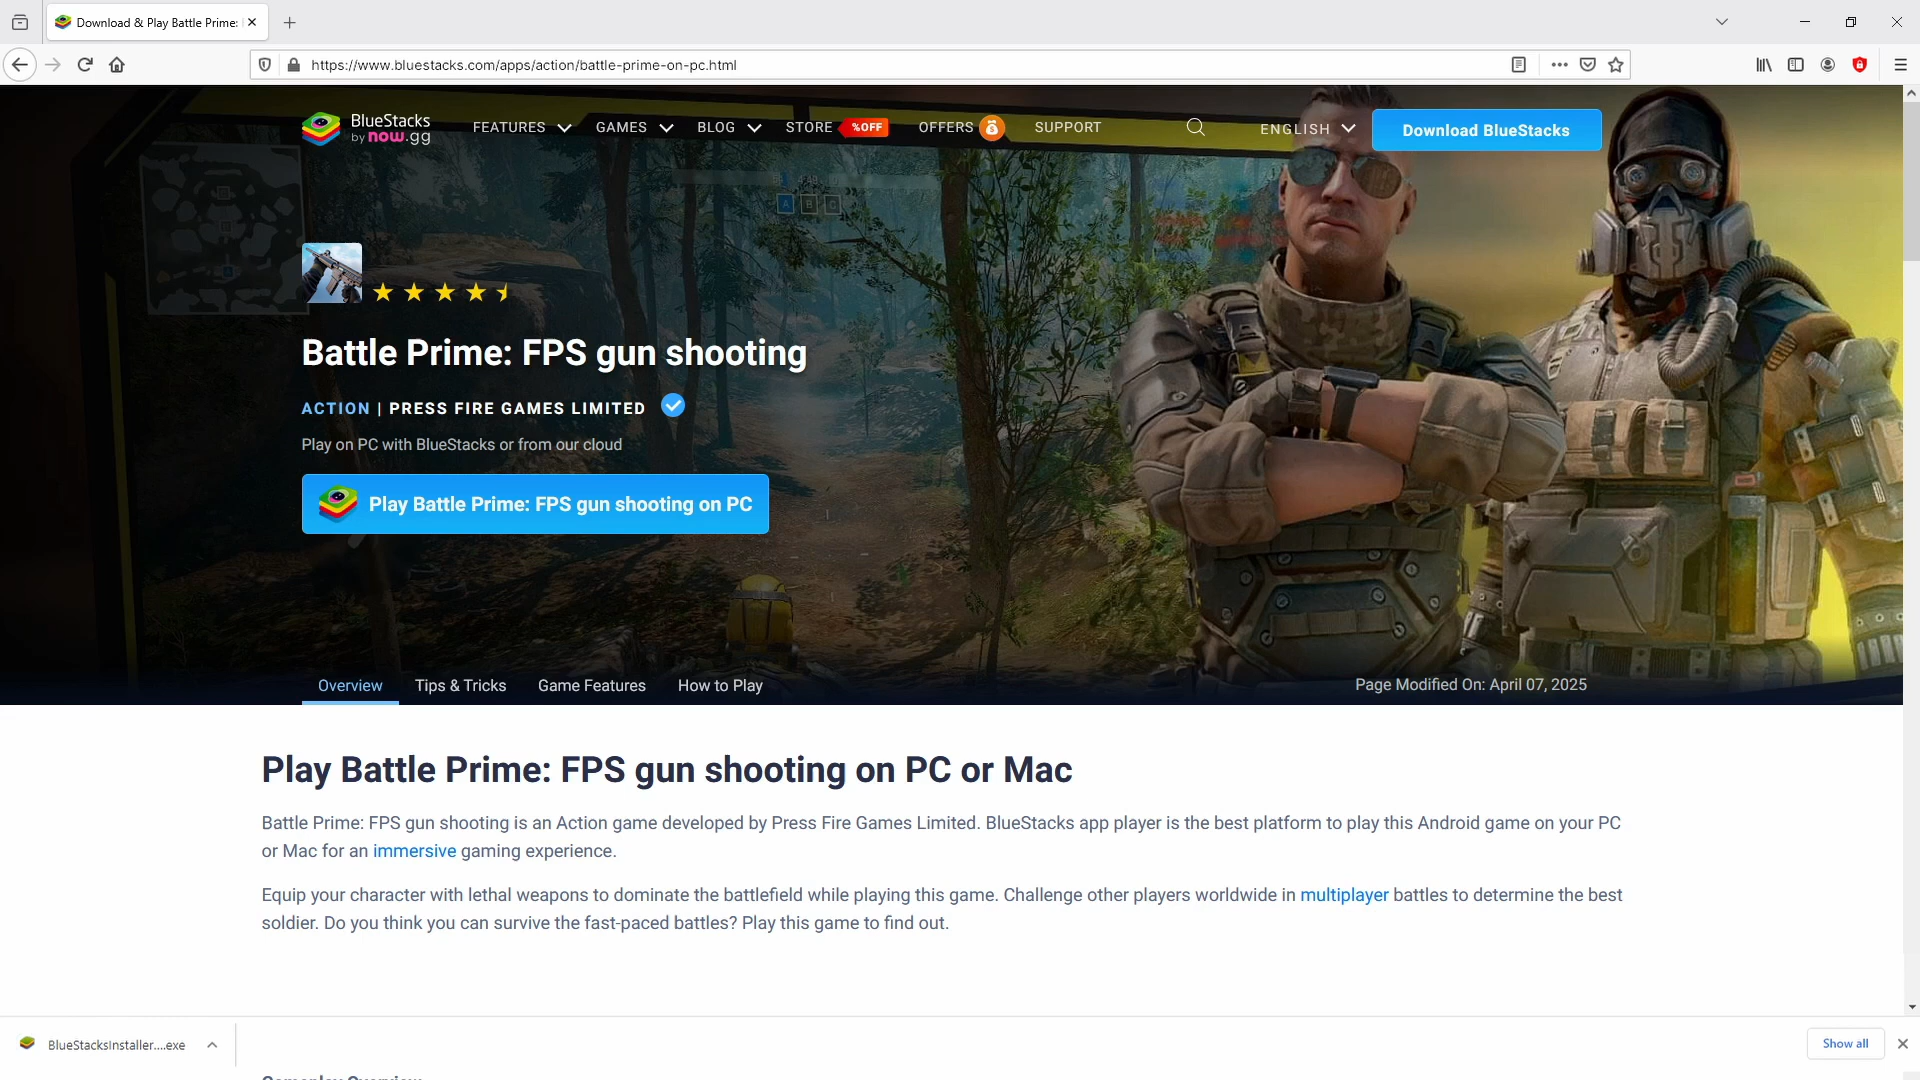 Download & Play Battle Prime:
https://www.bluestacks.com/apps/action/battle-prime-on-pc.html
BlueStacks
by now.gg
FEATURES
GAMES
BLOG
STORE
%OFF
OFFERS
SUPPORT
ENGLISH
Download BlueStacks
A B C
Battle Prime: FPS gun shooting
ACTION | PRESS FIRE GAMES LIMITED
Play on PC with BlueStacks or from our cloud
Play Battle Prime: FPS gun shooting on PC
Overview
Tips & Tricks
Game Features
How to Play
Page Modified On: April 07, 2025
Play Battle Prime: FPS gun shooting on PC or Mac
Battle Prime: FPS gun shooting is an Action game developed by Press Fire Games Limited. BlueStacks app player is the best platform to play this Android game on your PC
or Mac for an immersive gaming experience.
Equip your character with lethal weapons to dominate the battlefield while playing this game. Challenge other players worldwide in multiplayer battles to determine the best
soldier. Do you think you can survive the fast-paced battles? Play this game to find out.
BlueStacksInstaller....exe
Show all